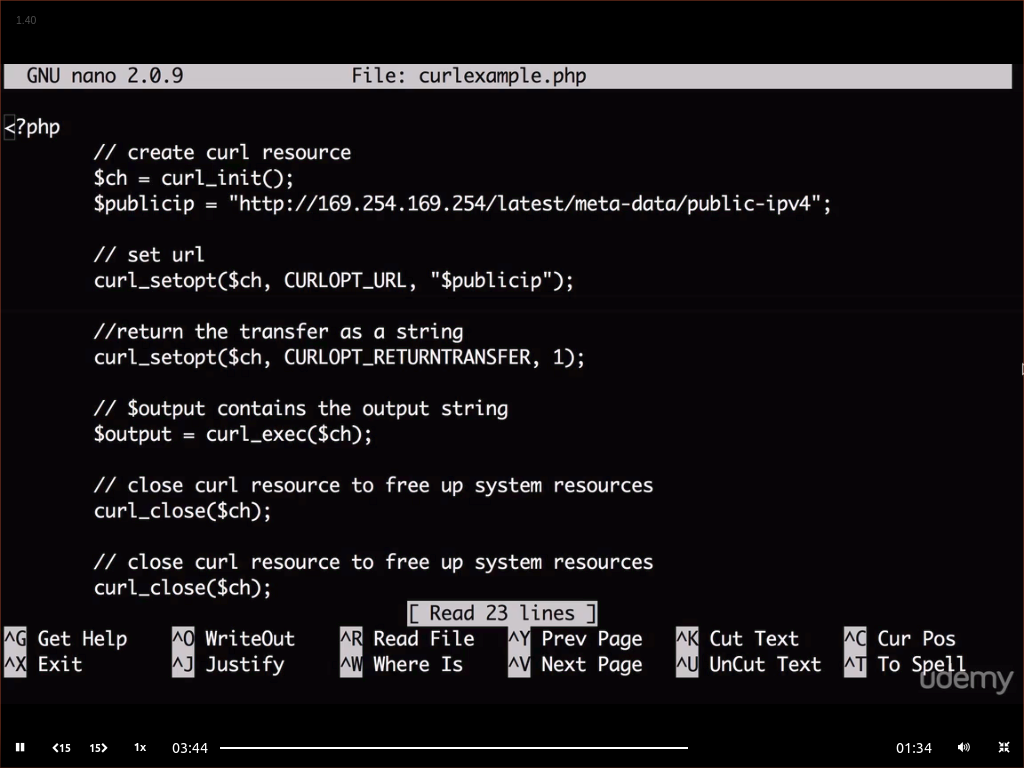 1.40
GNU nano 2.0.9 File: curlexample.php
<?php
// create curl resource
$ch = curl_init();
$publicip = "http://169.254.169.254/latest/meta-data/public-ipv4";
// set url
curl_setopt($ch, CURLOPT_URL, "$publicip");
//return the transfer as a string
curl_setopt($ch, CURLOPT_RETURNTRANSFER, 1);
// $output contains the output string
$output = curl_exec($ch);
// close curl resource to free up system resources
curl_close($ch);
// close curl resource to free up system resources
curl_close($ch);
[ Read 23 lines ]
^G Get Help ^O WriteOut ^R Read File ^Y Prev Page ^K Cut Text ^C Cur Pos
^X Exit ^J Justify ^W Where Is ^V Next Page ^U UnCut Text ^T To Spell
udemy
15 15 1x 03:44 01:34